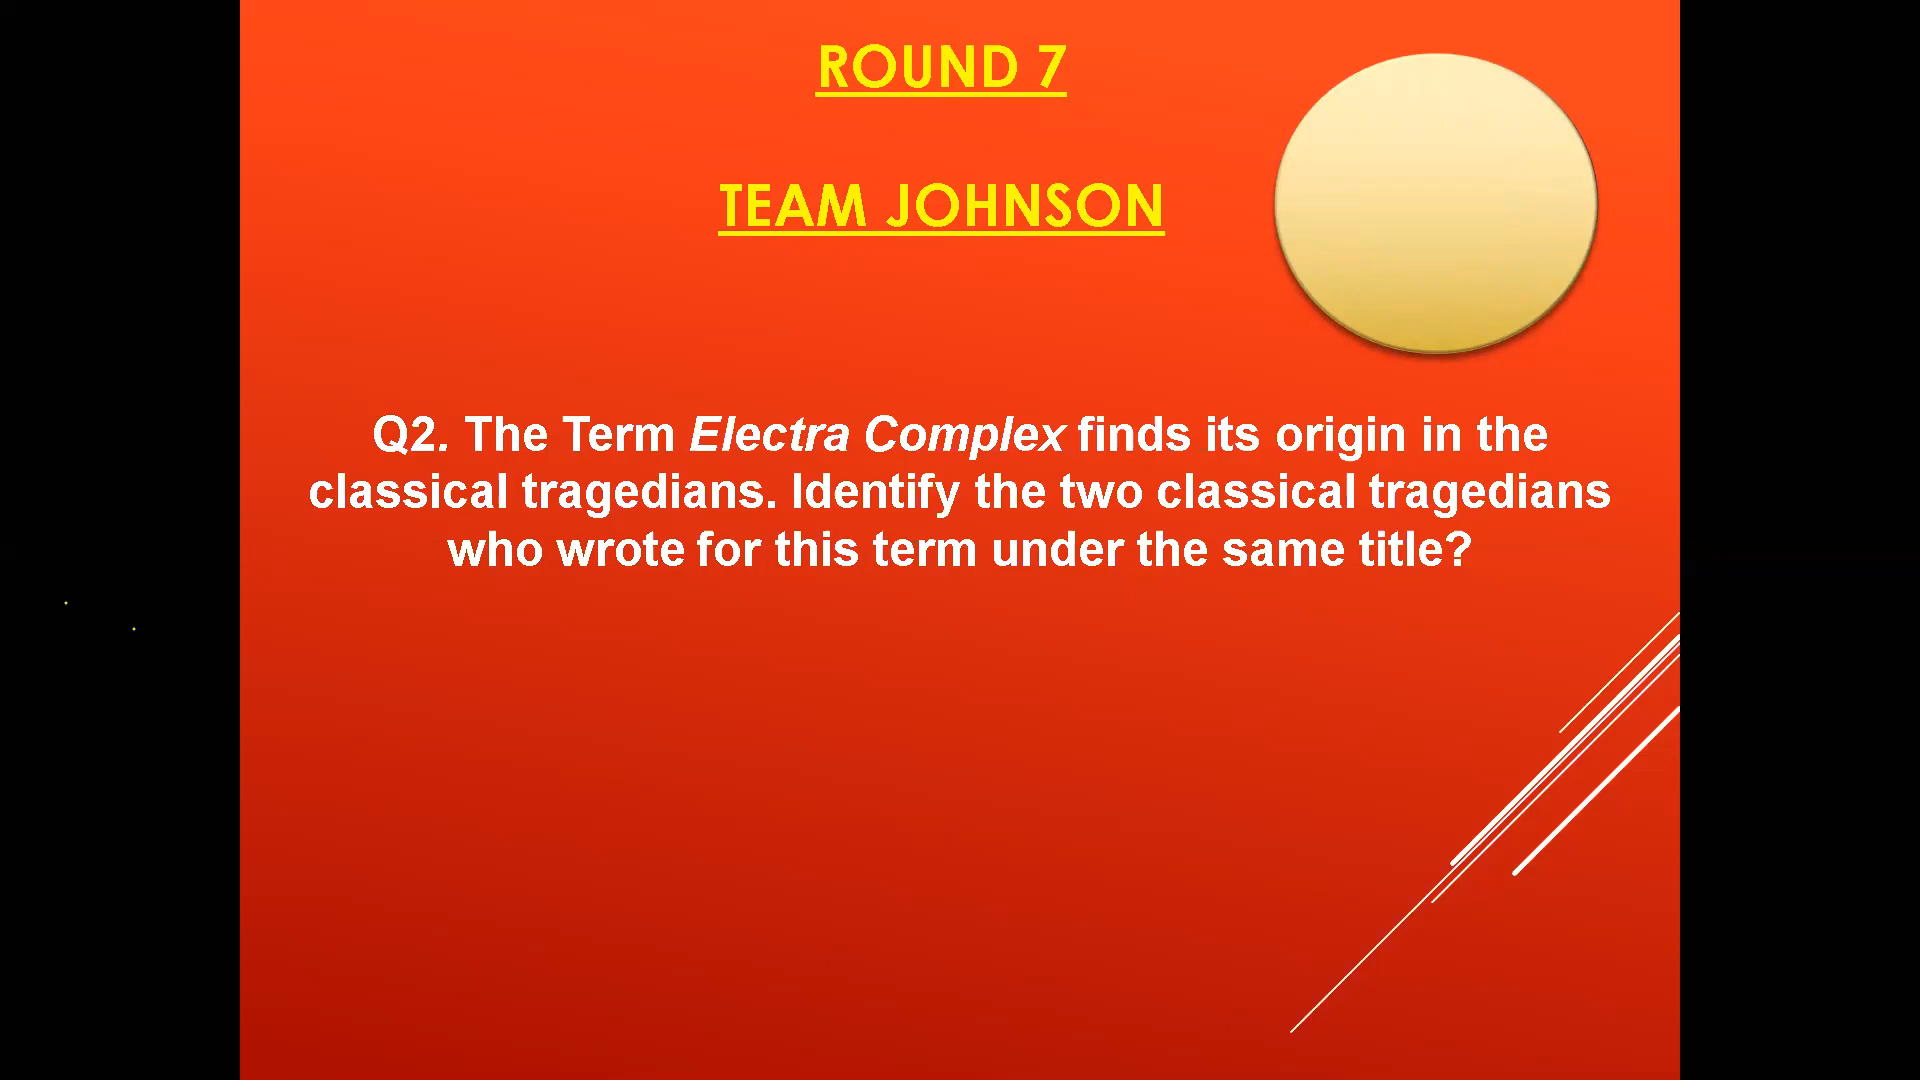 ROUND 7
TEAM JOHNSON
Q2. The Term Electra Complex finds its origin in the
classical tragedians. Identify the two classical tragedians
who wrote for this term under the same title?